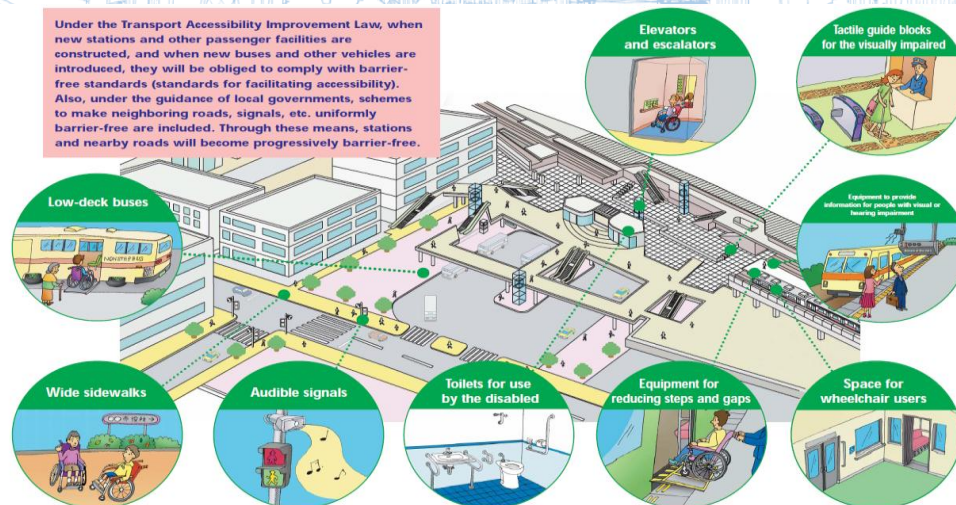 Under the Transport Accessibility Improvement Law, when
new stations and other passenger facilities are
constructed, and when new buses and other vehicles are
introduced, they will be obliged to comply with barrier-
free standards (standards for facilitating accessibility).
Also, under the guidance of local governments, schemes
to make neighboring roads, signals, etc. uniformly
barrier-free are included. Through these means, stations
and nearby roads will become progressively barrier-free.
Elevators
and escalators
Tactile guide blocks
for the visually impaired
Low-deck buses
Equipment to provide
information for people with visual or
hearing impairment
Wide sidewalks
Audible signals
Toilets for use
by the disabled
Equipment for
reducing steps and gaps
Space for
wheelchair users